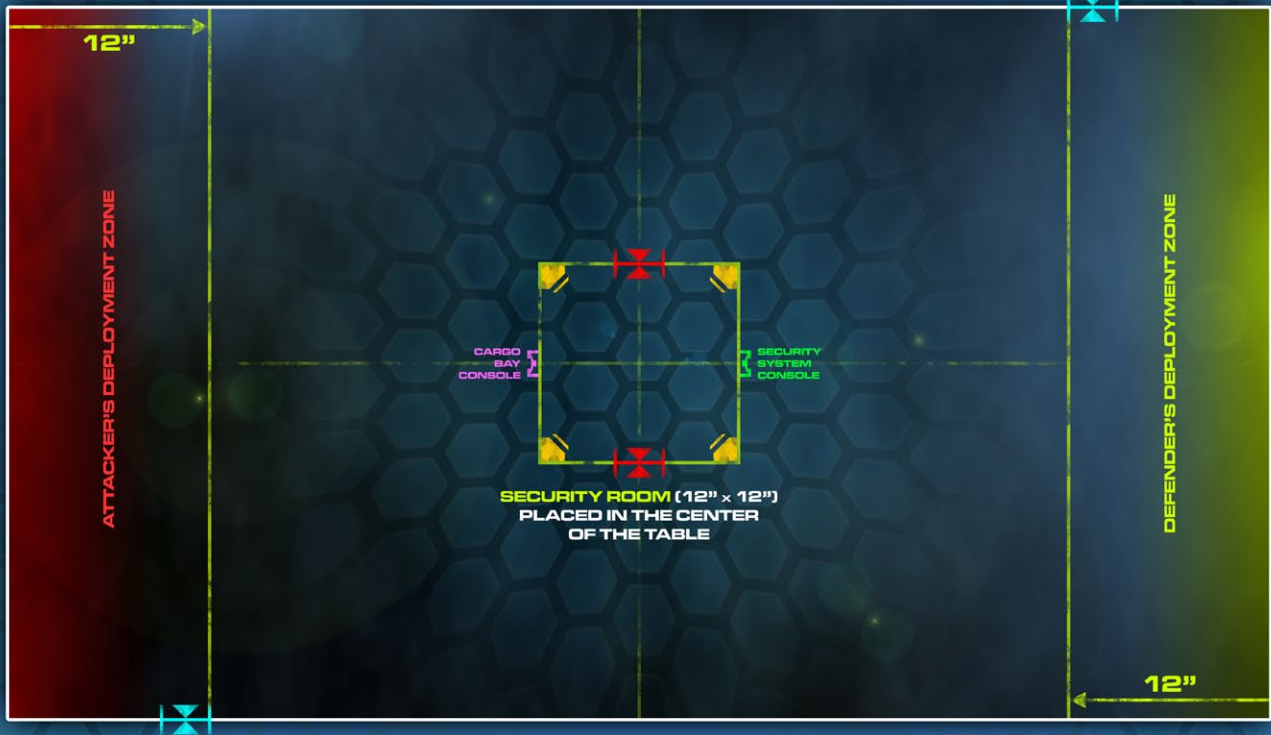 12”
ATTACKER'S DEPLOYMENT ZONE
CARGO
BAY
CONSOLE
SECURITY
SYSTEM
CONSOLE
SECURITY ROOM (12” x 12”)
PLACED IN THE CENTER
OF THE TABLE
DEFENDER'S DEPLOYMENT ZONE
12”